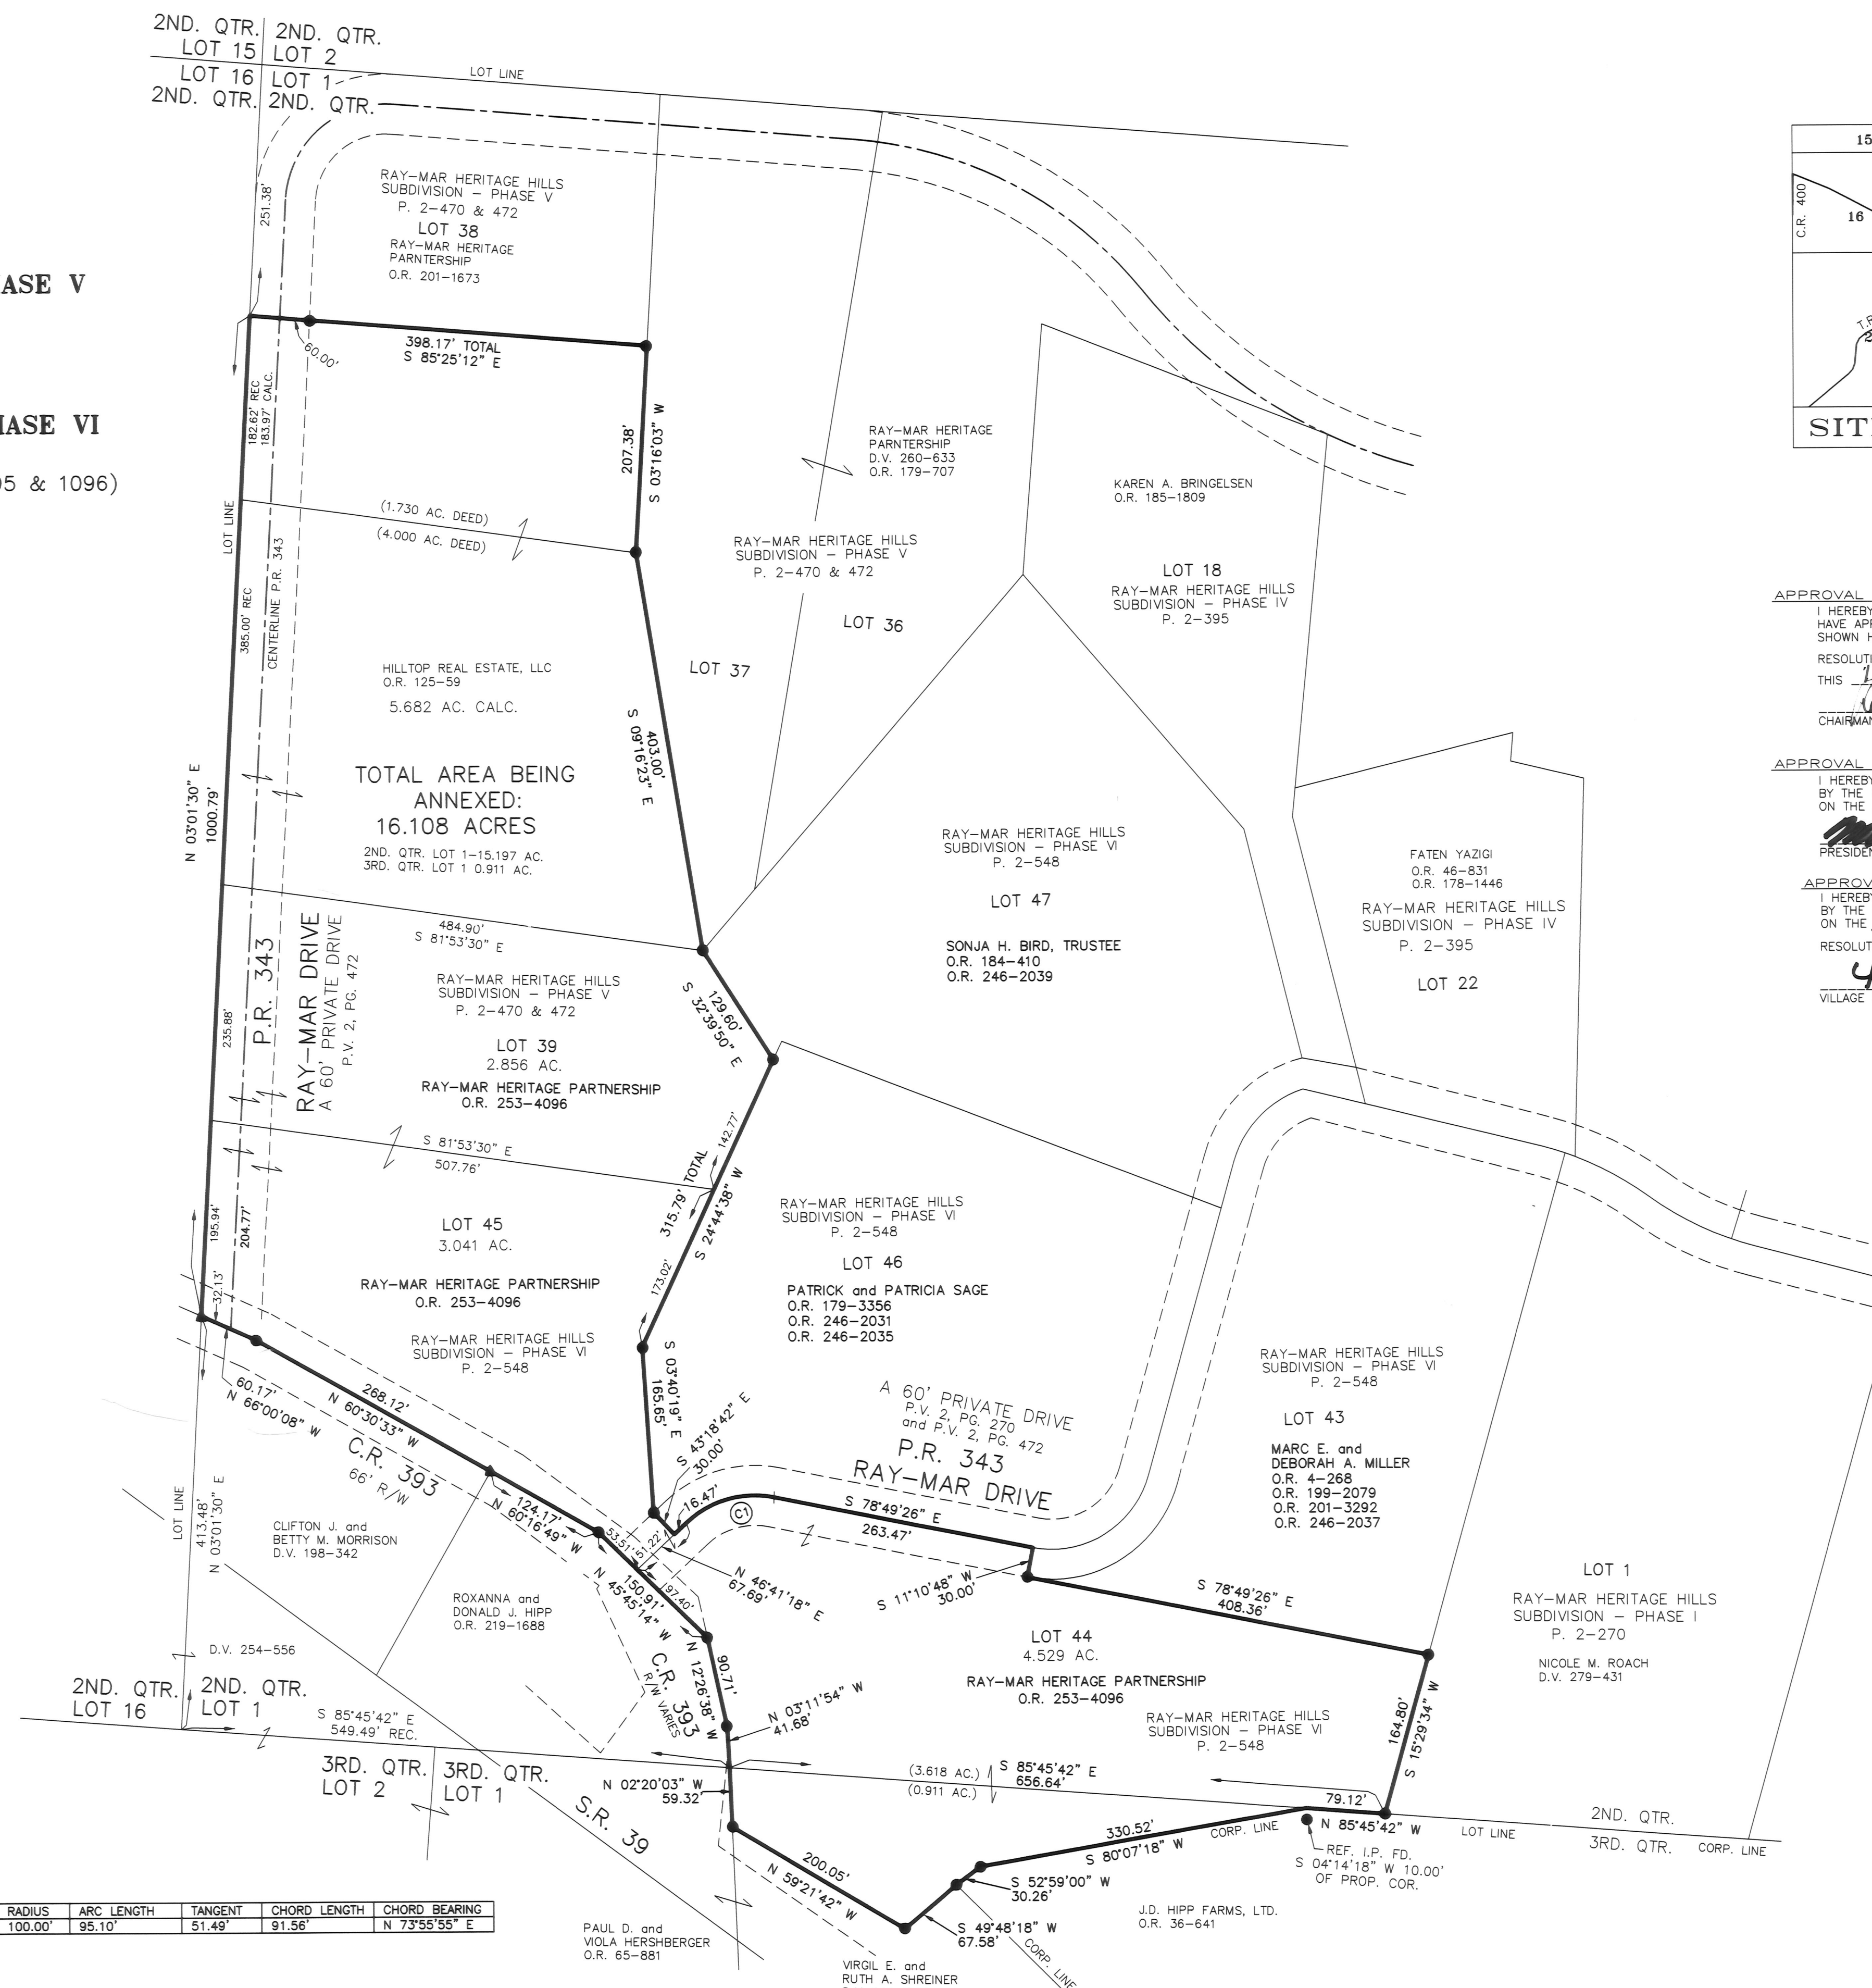 2ND. QTR. 2ND. QTR.
LOT 15 LOT 2
LOT 16 LOT 1
2ND. QTR. 2ND. QTR.
LOT LINE
15
C.R. 400
16
SIT
ASE V
HASE VI
95 & 1096)
251.38'
RAY-MAR HERITAGE HILLS
SUBDIVISION - PHASE V
P. 2-470 & 472
LOT 38
RAY-MAR HERITAGE
PARNTERSHIP
O.R. 201-1673
398.17' TOTAL
S 85°25'12" E
60.00'
182.62' REC
183.97' CALC.
207.38'
S 03°16'03" W
LOT LINE
(1.730 AC. DEED)
(4.000 AC. DEED)
385.00' REC
CENTERLINE P.R. 343
RAY-MAR HERITAGE
PARNTERSHIP
D.V. 260-633
O.R. 179-707
RAY-MAR HERITAGE HILLS
SUBDIVISION - PHASE V
P. 2-470 & 472
LOT 36
LOT 37
KAREN A. BRINGELSEN
O.R. 185-1809
LOT 18
RAY-MAR HERITAGE HILLS
SUBDIVISION - PHASE IV
P. 2-395
APPROVAL
I HEREBY
HAVE AP
SHOWN H
RESOLUTI
THIS
CHAIRMAN
APPROVAL
I HEREBY
BY THE
ON THE
PRESIDEN
APPROV
I HEREBY
BY THE
ON THE
RESOLUT
VILLAGE
HILLTOP REAL ESTATE, LLC
O.R. 125-59
5.682 AC. CALC.
403.00'
S 09°16'23" E
N 03°01'30" E
1000.79'
TOTAL AREA BEING
ANNEXED:
16.108 ACRES
2ND. QTR. LOT 1-15.197 AC.
3RD. QTR. LOT 1 0.911 AC.
RAY-MAR HERITAGE HILLS
SUBDIVISION - PHASE VI
P. 2-548
LOT 47
SONJA H. BIRD, TRUSTEE
O.R. 184-410
O.R. 246-2039
FATEN YAZIGI
O.R. 46-831
O.R. 178-1446
RAY-MAR HERITAGE HILLS
SUBDIVISION - PHASE IV
P. 2-395
LOT 22
484.90'
S 81°53'30" E
235.88'
P.R. 343
RAY-MAR DRIVE
A 60' PRIVATE DRIVE
P.V. 2, PG. 472
RAY-MAR HERITAGE HILLS
SUBDIVISION - PHASE V
P. 2-470 & 472
LOT 39
2.856 AC.
RAY-MAR HERITAGE PARTNERSHIP
O.R. 253-4096
129.60'
S 32°39'50" E
S 81°53'30" E
507.76'
142.77'
315.79' TOTAL
S 24°44'38" W
173.02'
195.94'
204.77'
32.13'
LOT 45
3.041 AC.
RAY-MAR HERITAGE PARTNERSHIP
O.R. 253-4096
RAY-MAR HERITAGE HILLS
SUBDIVISION - PHASE VI
P. 2-548
RAY-MAR HERITAGE HILLS
SUBDIVISION - PHASE VI
P. 2-548
LOT 46
PATRICK and PATRICIA SAGE
O.R. 179-3356
O.R. 246-2031
O.R. 246-2035
S 03°40'19" E
165.65'
S 43°18'42" E
30.00'
A 60' PRIVATE DRIVE
P.V. 2, PG. 270
and P.V. 2, PG. 472
P.R. 343
RAY-MAR DRIVE
RAY-MAR HERITAGE HILLS
SUBDIVISION - PHASE VI
P. 2-548
LOT 43
MARC E. and
DEBORAH A. MILLER
O.R. 4-268
O.R. 199-2079
O.R. 201-3292
O.R. 246-2037
60.17'
N 66°00'08" W
268.12'
N 60°30'33" W
C.R. 393
66' R/W
LOT LINE
413.48'
N 03°01'30" E
124.17'
N 60°16'49" W
16.47'
C1
S 78°49'26" E
263.47'
53.51'
51.22'
97.40'
150.91'
N 45°45'14" W
N 46°41'18" E
67.69'
S 11°10'48" W
30.00'
S 78°49'26" E
408.36'
CLIFTON J. and
BETTY M. MORRISON
D.V. 198-342
ROXANNA and
DONALD J. HIPP
O.R. 219-1688
D.V. 254-556
C.R. 393
R/W VARIES
90.71'
N 12°26'38" W
N 03°11'54" W
41.68'
LOT 44
4.529 AC.
RAY-MAR HERITAGE PARTNERSHIP
O.R. 253-4096
RAY-MAR HERITAGE HILLS
SUBDIVISION - PHASE VI
P. 2-548
LOT 1
RAY-MAR HERITAGE HILLS
SUBDIVISION - PHASE I
P. 2-270
NICOLE M. ROACH
D.V. 279-431
164.80'
S 15°29'34" W
2ND. QTR. 2ND. QTR.
LOT 16 LOT 1
S 85°45'42" E
549.49' REC.
3RD. QTR. 3RD. QTR.
LOT 2 LOT 1
N 02°20'03" W
59.32'
(3.618 AC.)
(0.911 AC.)
S 85°45'42" E
656.64'
79.12'
N 85°45'42" W
LOT LINE
2ND. QTR.
3RD. QTR.
CORP. LINE
S.R. 39
330.52'
S 80°07'18" W
CORP. LINE
REF. I.P. FD.
S 04°14'18" W 10.00'
OF PROP. COR.
200.05'
N 59°21'42" W
S 52°59'00" W
30.26'
S 49°48'18" W
67.58'
CORP. LINE
J.D. HIPP FARMS, LTD.
O.R. 36-641
RADIUS ARC LENGTH TANGENT CHORD LENGTH CHORD BEARING
100.00' 95.10' 51.49' 91.56' N 73°55'55" E
PAUL D. and
VIOLA HERSHBERGER
O.R. 65-881
VIRGIL E. and
RUTH A. SHREINER